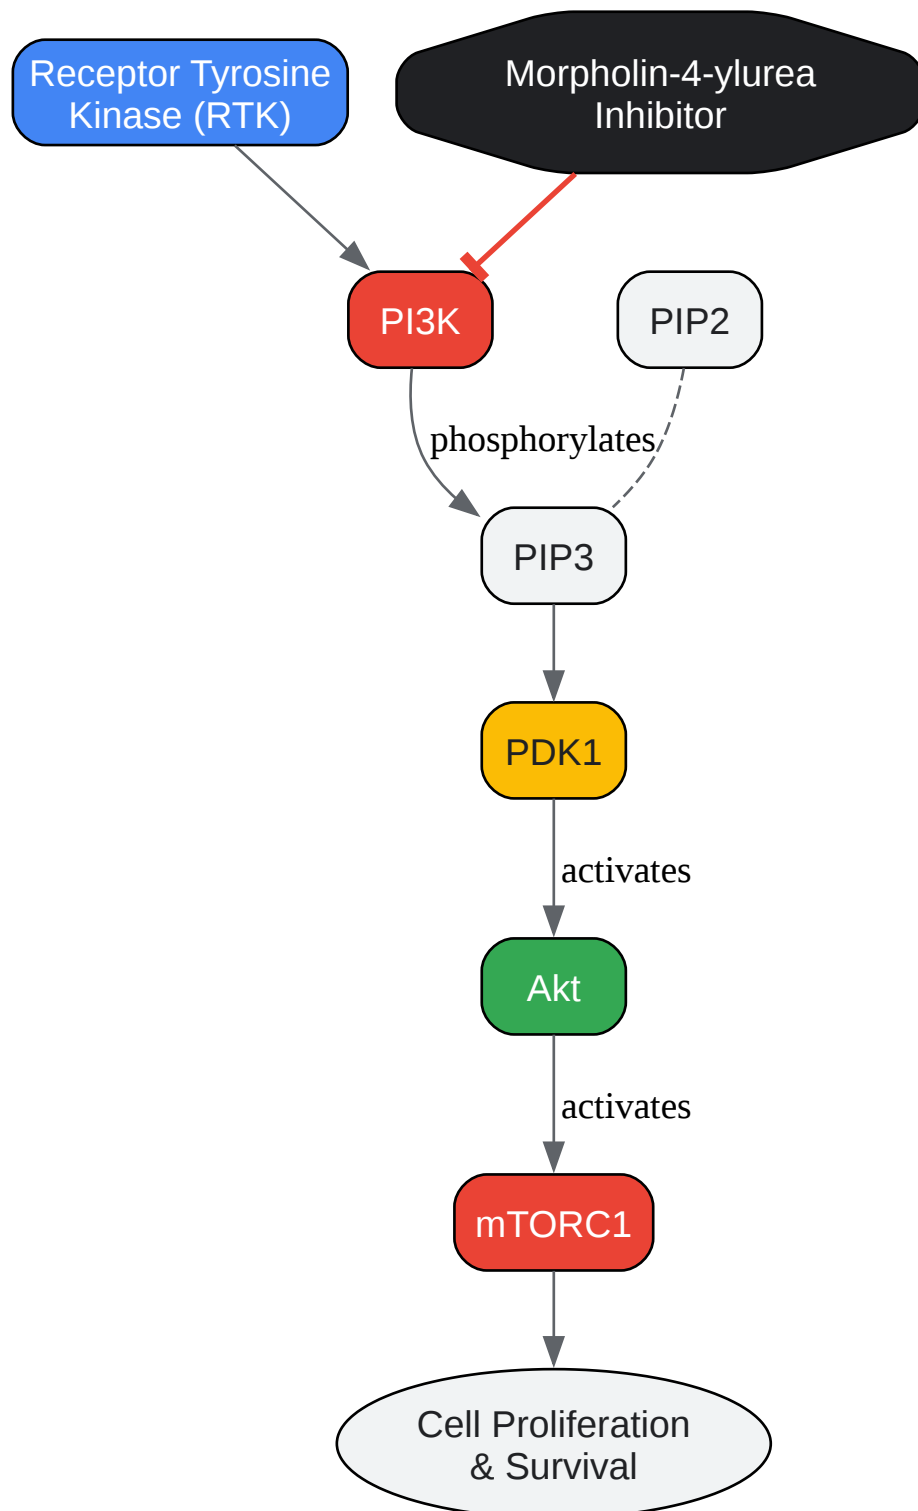 Receptor Tyrosine
Kinase (RTK)
Morpholin-4-ylurea
Inhibitor
PI3K
PIP2
phosphorylates
PIP3
PDK1
activates
Akt
activates
mTORC1
Cell Proliferation
& Survival